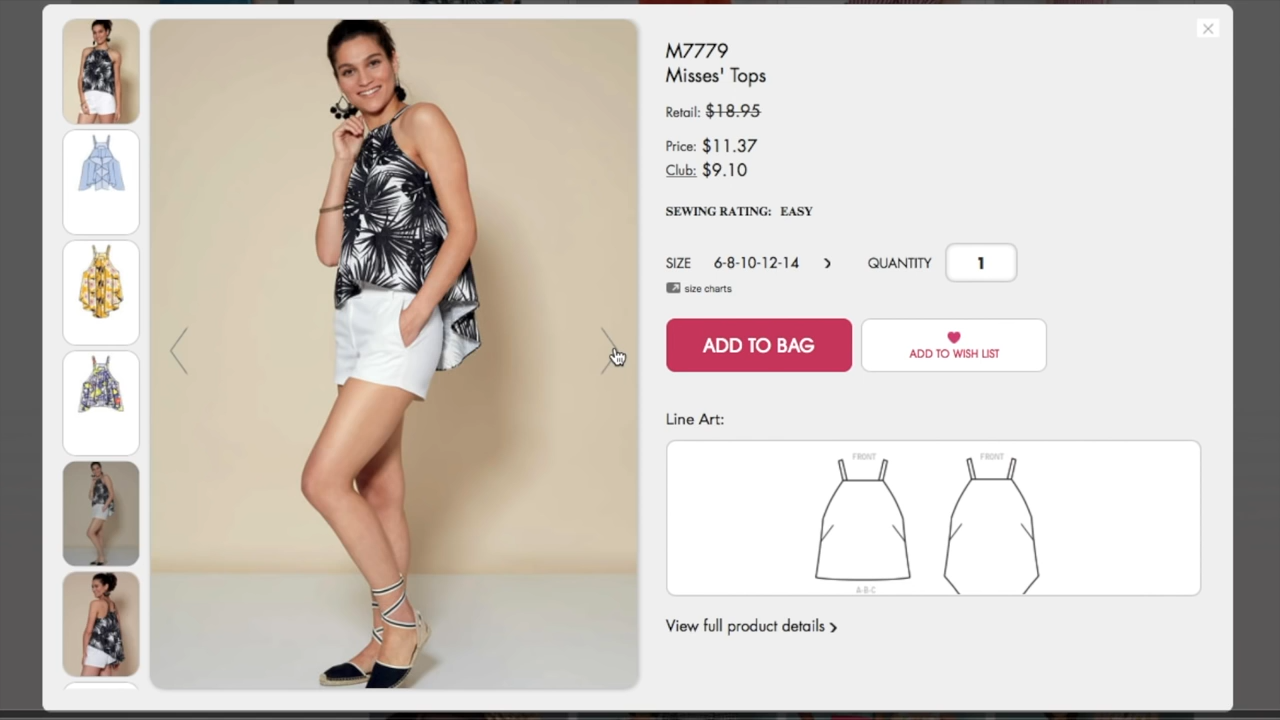 M7779
Misses' Tops
Retail: $18.95
Price: $11.37
Club: $9.10
SEWING RATING: EASY
SIZE 6-8-10-12-14 › QUANTITY 1
size charts
ADD TO BAG
ADD TO WISH LIST
Line Art:
FRONT FRONT
A-B-C
View full product details ›